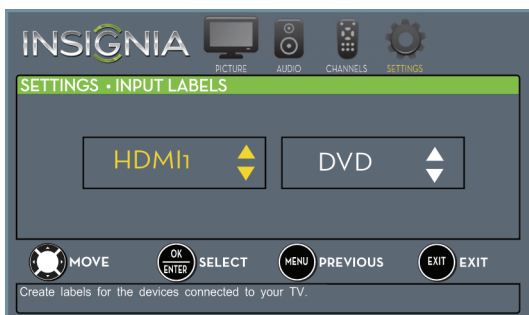 INSIGNIA
PICTURE AUDIO CHANNELS SETTINGS
SETTINGS • INPUT LABELS
HDMI1 DVD
MOVE OK/ENTER SELECT MENU PREVIOUS EXIT EXIT
Create labels for the devices connected to your TV.